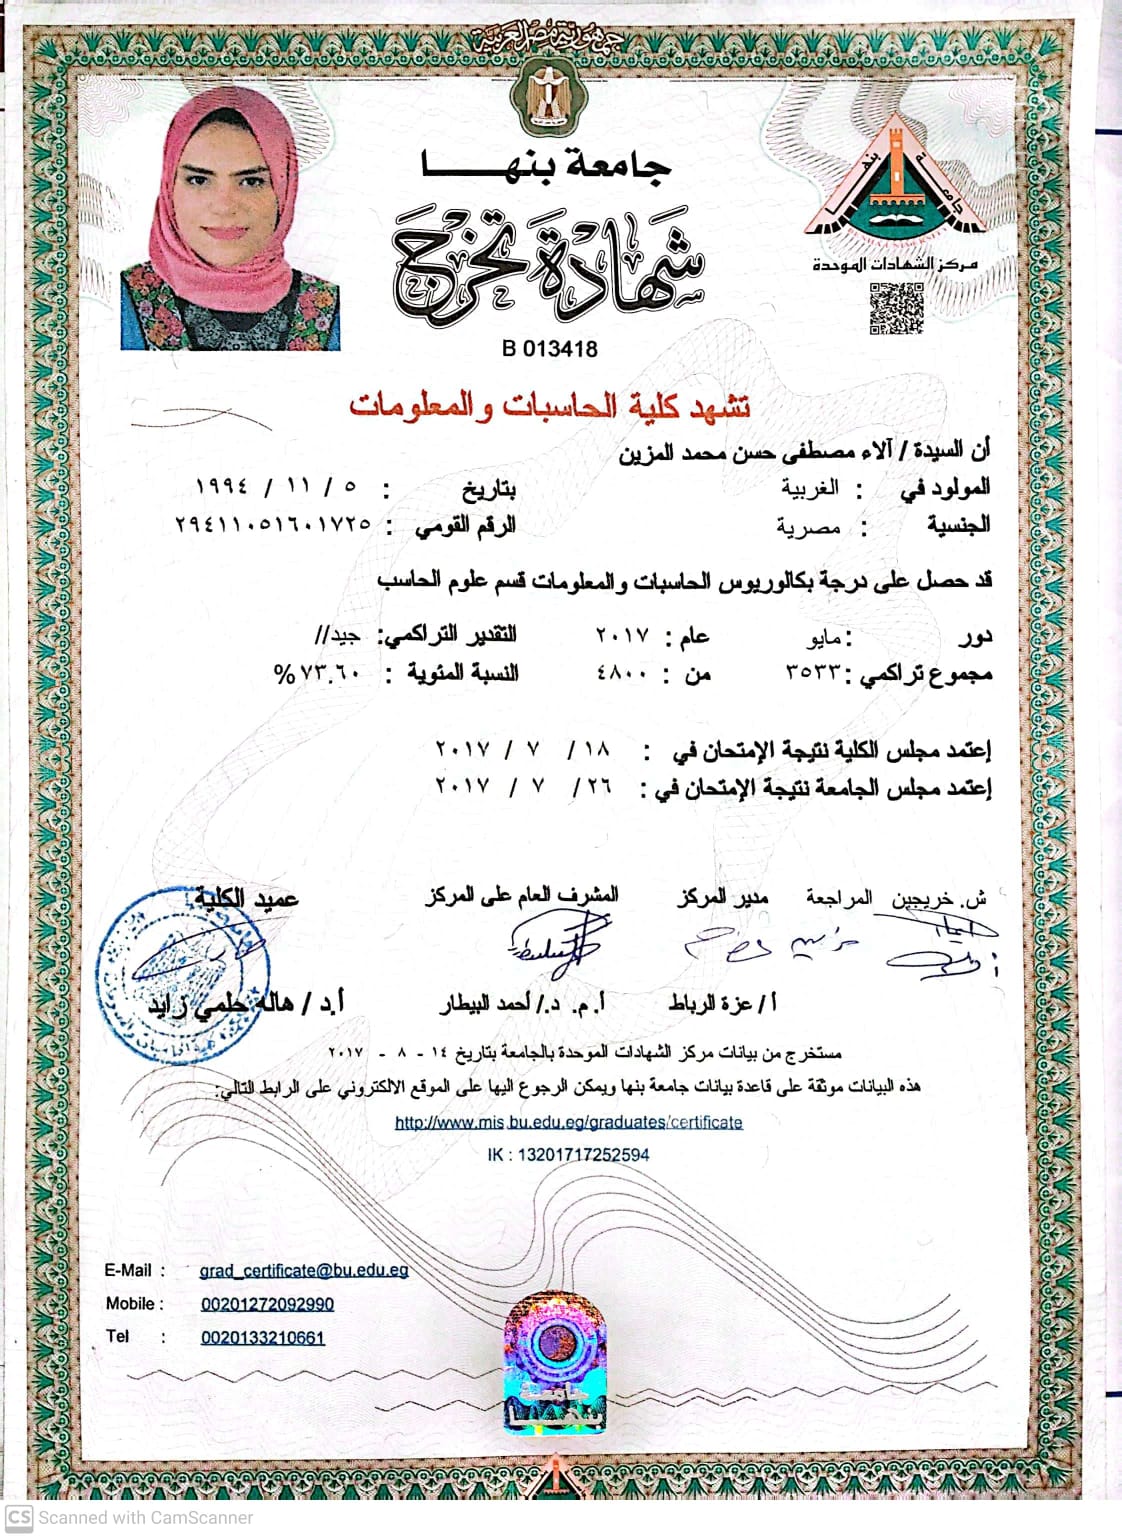 جمهورية مصر العربية
جامعة بنها
شهادة تخرج
جامعة بنها
BENHA UNIVERSITY
مركز الشهادات الموحدة
B 013418
تشهد كلية الحاسبات والمعلومات
أن السيدة / آلاء مصطفى حسن محمد المزين
المولود في : الغربية بتاريخ : ٥ / ١١ / ١٩٩٤
الجنسية : مصرية الرقم القومي : ٢٩٤١١٠٥١٦٠١٧٢٥
قد حصل على درجة بكالوريوس الحاسبات والمعلومات قسم علوم الحاسب
دور : مايو عام : ٢٠١٧ التقدير التراكمي: جيد//
مجموع تراكمي : ٣٥٣٣ من : ٤٨٠٠ النسبة المئوية : ٧٣.٦٠ %
إعتمد مجلس الكلية نتيجة الإمتحان في : ١٨ / ٧ / ٢٠١٧
إعتمد مجلس الجامعة نتيجة الإمتحان في : ٢٦ / ٧ / ٢٠١٧
ش. خريجين المراجعة مدير المركز المشرف العام على المركز عميد الكلية
أ / عزة الرباط أ. م. د./ أحمد البيطار أ.د / هاله حلمي زايد
مستخرج من بيانات مركز الشهادات الموحدة بالجامعة بتاريخ ١٤ - ٨ - ٢٠١٧
هذه البيانات موثقة على قاعدة بيانات جامعة بنها ويمكن الرجوع اليها على الموقع الالكتروني على الرابط التالي:
http://www.mis.bu.edu.eg/graduates/certificate
IK : 13201717252594
E-Mail : grad_certificate@bu.edu.eg
Mobile : 00201272092990
Tel : 0020133210661
جامعة
بنها
CS Scanned with CamScanner